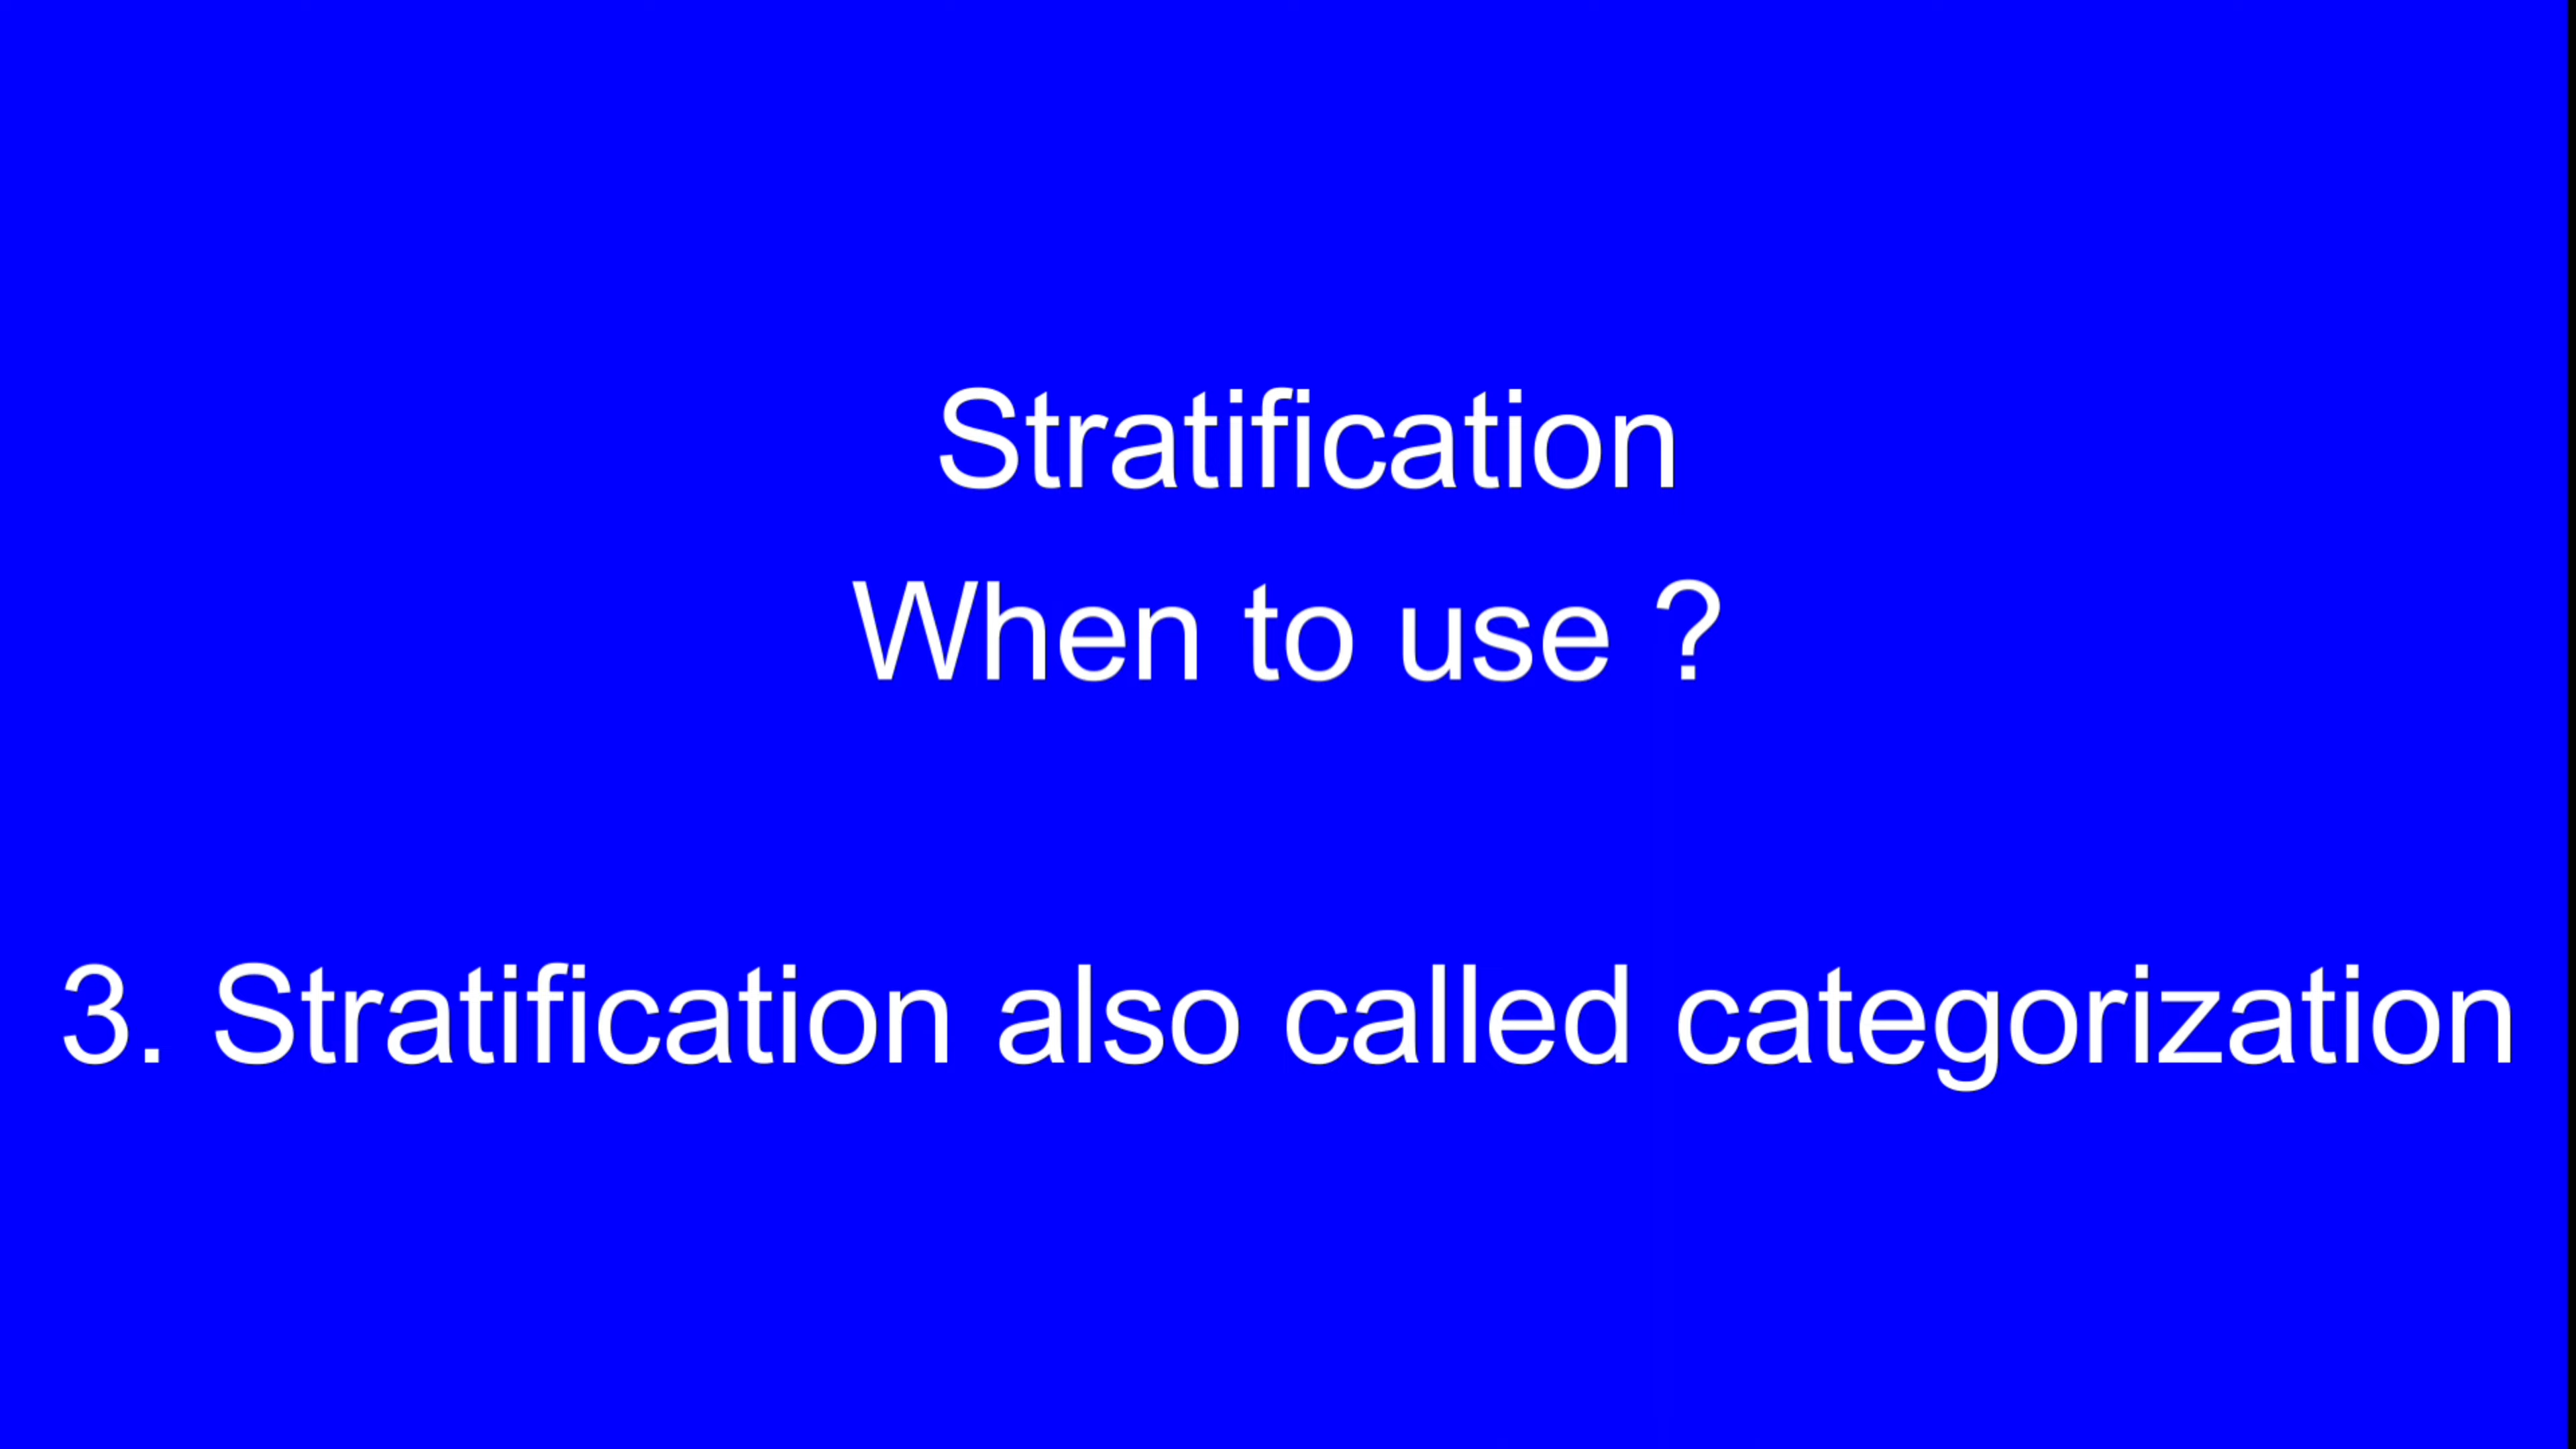 Stratification
When to use ?
3. Stratification also called categorization